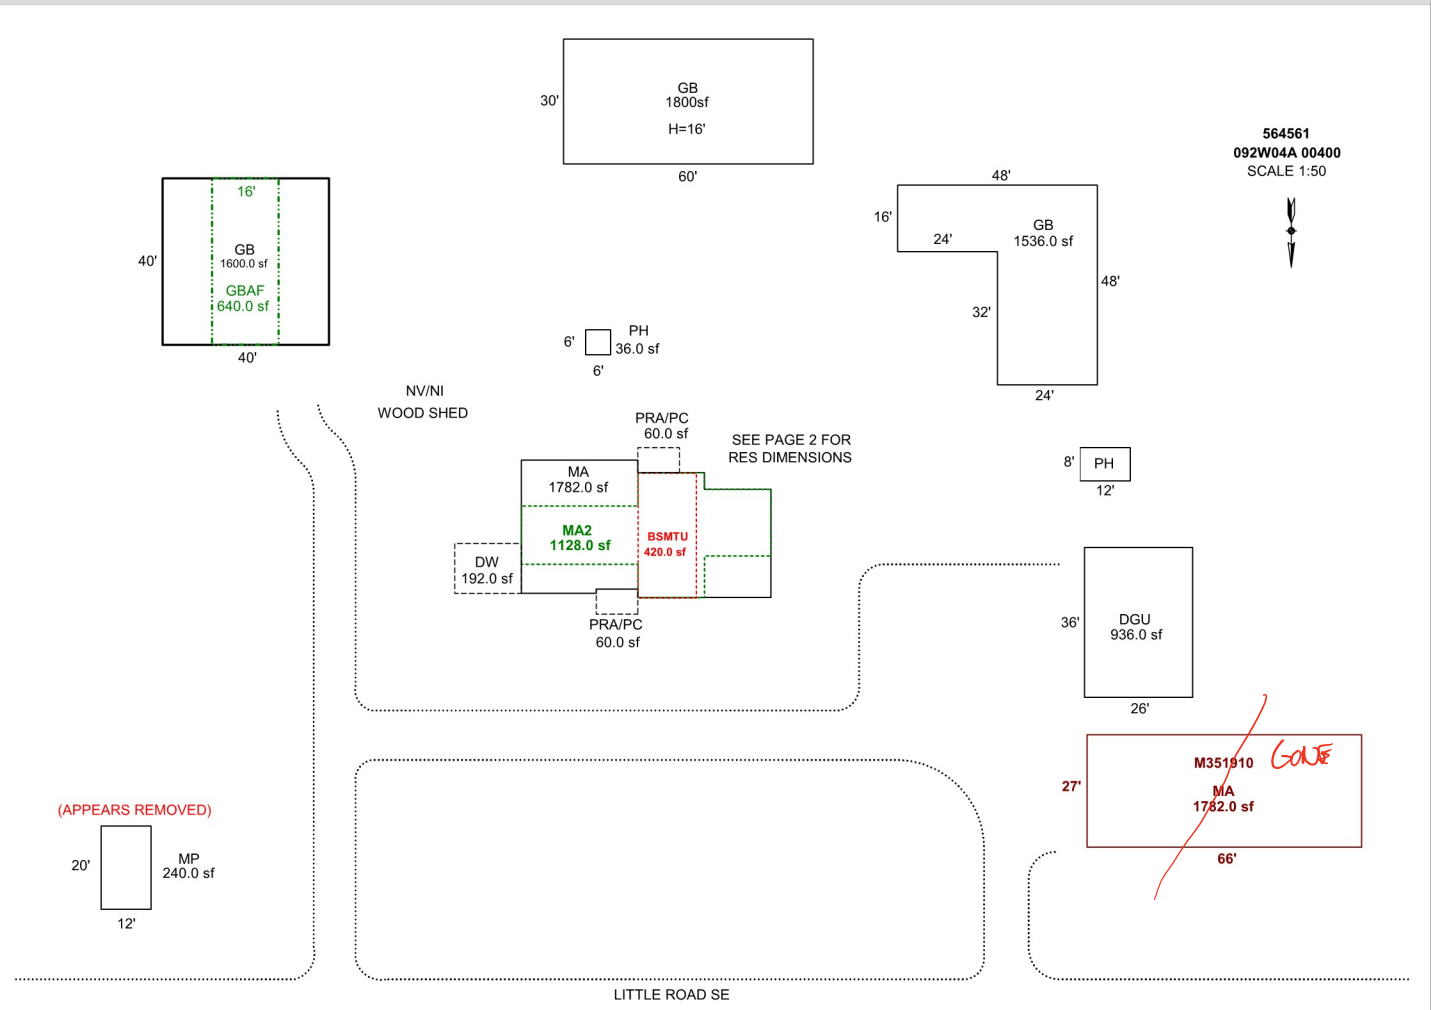 GB
1800sf
H=16'
30'
60'
564561
092W04A 00400
SCALE 1:50
16'
GB
1600.0 sf
GBAF
640.0 sf
40'
40'
48'
16'
GB
1536.0 sf
24'
48'
32'
24'
6'
PH
36.0 sf
6'
NV/NI
WOOD SHED
PRA/PC
60.0 sf
SEE PAGE 2 FOR
RES DIMENSIONS
MA
1782.0 sf
MA2
1128.0 sf
BSMTU
420.0 sf
DW
192.0 sf
PRA/PC
60.0 sf
8'
PH
12'
36'
DGU
936.0 sf
26'
M351910
GONE
27'
MA
1782.0 sf
66'
(APPEARS REMOVED)
20'
MP
240.0 sf
12'
LITTLE ROAD SE